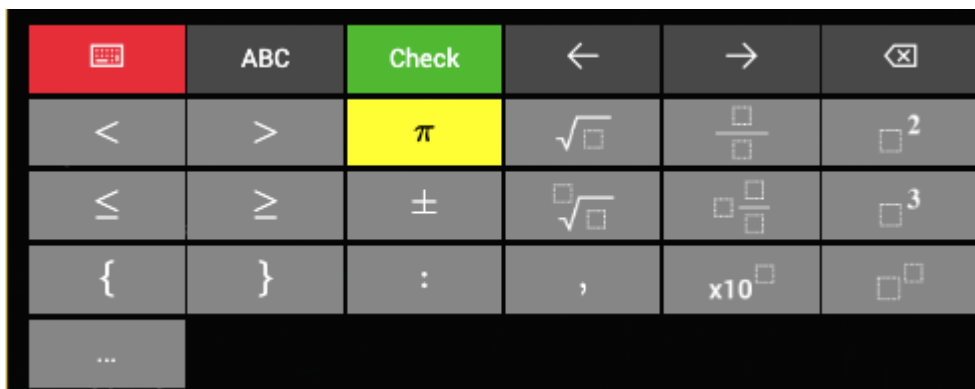 ABC Check ← → ⌫
< > π √□ □/□ □²
≤ ≥ ± □√□ □□/□ □³
{ } : , x10□ □□
...